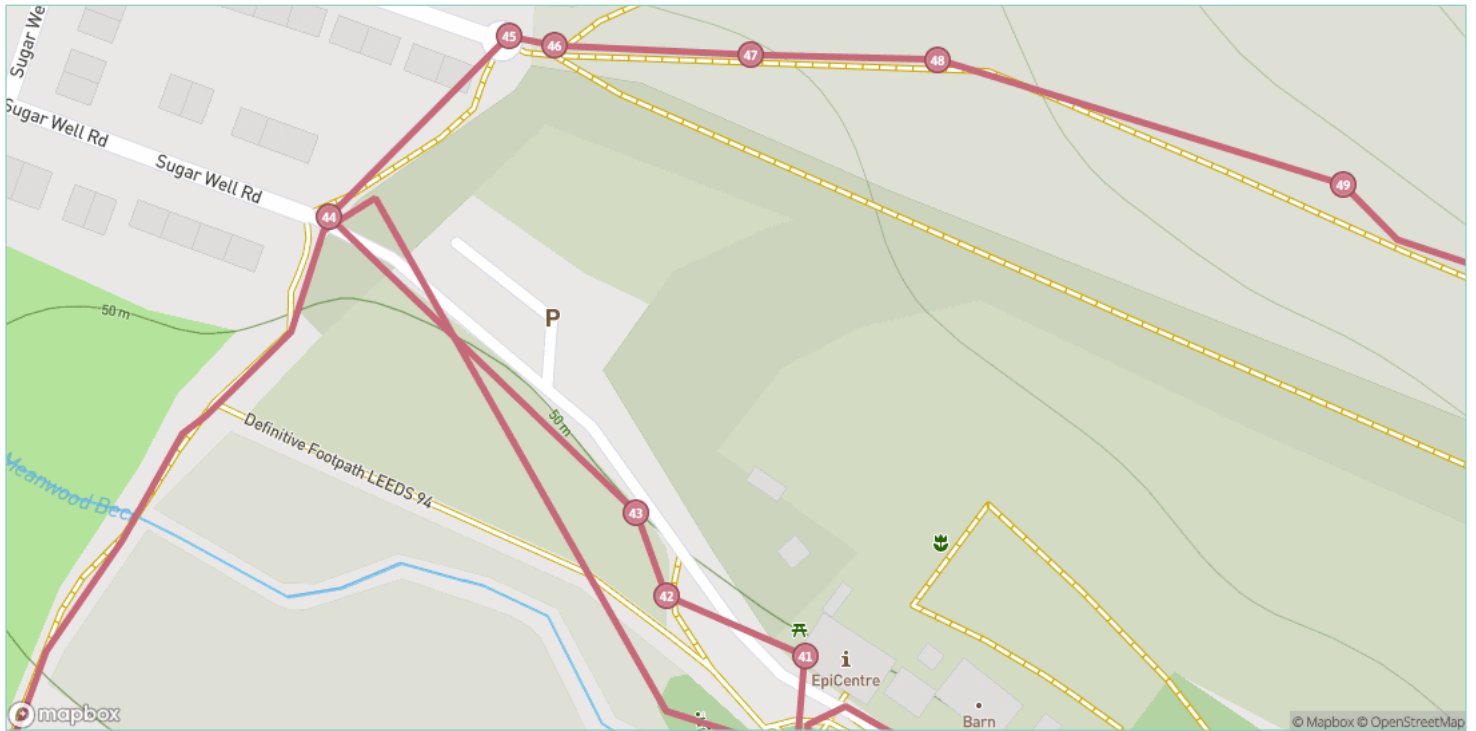 Sugar We
45
46
47
48
Sugar Well Rd
Sugar Well Rd
49
44
50 m
P
50 m
Definitive Footpath LEEDS 94
Meanwood Bec
43
42
41
i
EpiCentre
Barn
mapbox
© Mapbox © OpenStreetMap